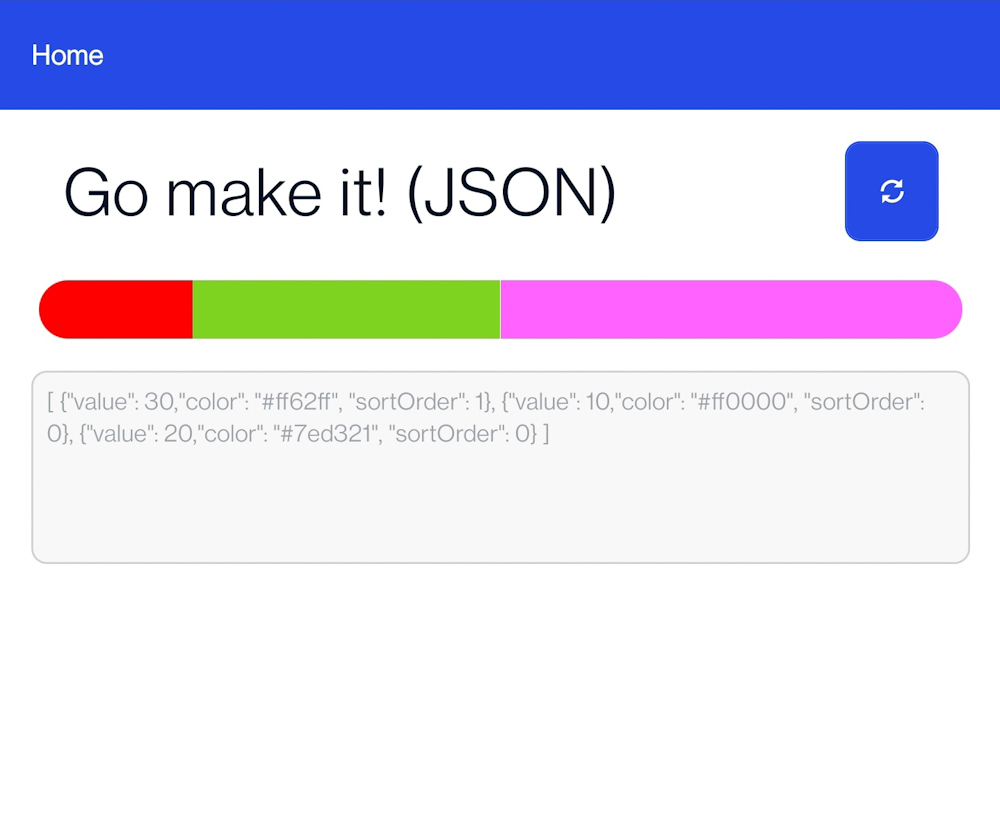 Home
Go make it! (JSON)
[ {"value": 30,"color": "#ff62ff", "sortOrder": 1}, {"value": 10,"color": "#ff0000", "sortOrder":
0}, {"value": 20,"color": "#7ed321", "sortOrder": 0} ]